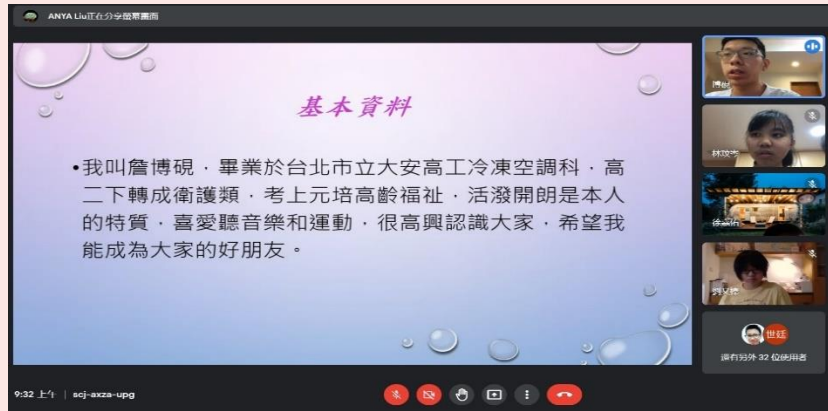 ANYA Liu正在分享螢幕畫面
基本資料
•我叫詹博硯，畢業於台北市立大安高工冷凍空調科，高
二下轉成衛護類，考上元培高齡福祉，活潑開朗是本人
的特質，喜愛聽音樂和運動，很高興認識大家，希望我
能成為大家的好朋友。
林玟岑
世廷
還有另外 32 位使用者
9:32 上午 | scj-axza-upg